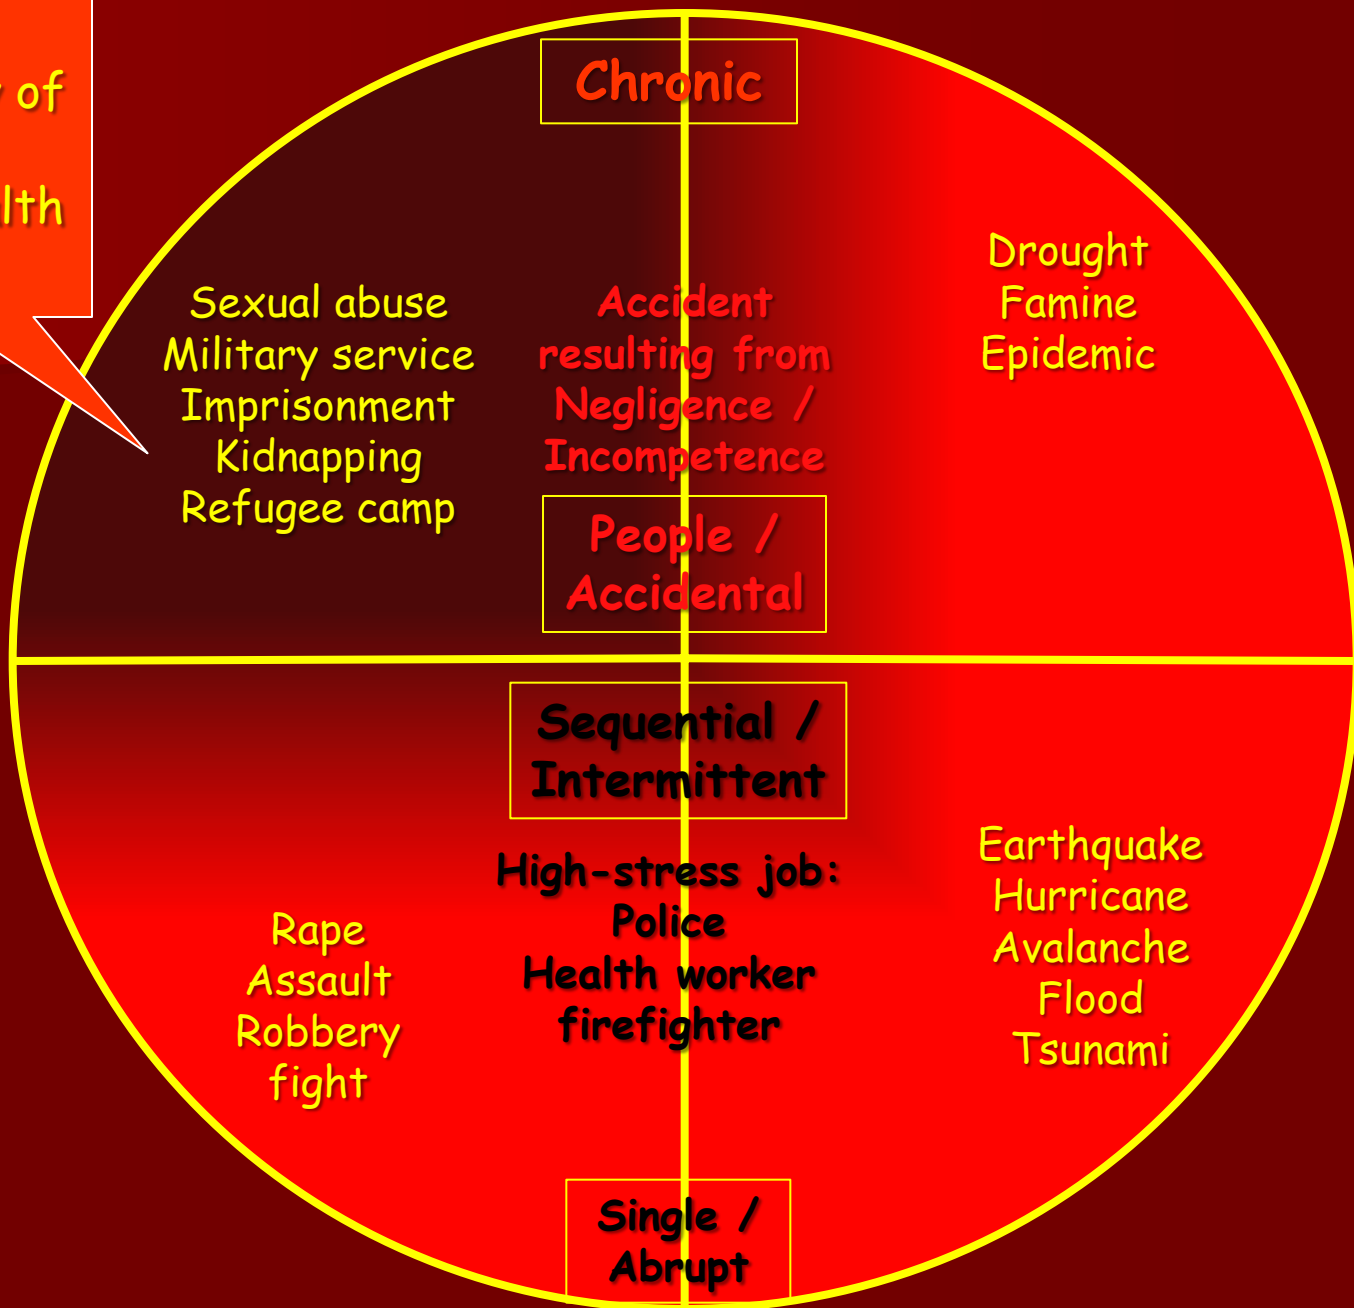 of
Chronic
Sexual abuse
Military service
Imprisonment
Kidnapping
Refugee camp
Accident
resulting from
Negligence /
Incompetence
People /
Accidental
Drought
Famine
Epidemic
Sequential /
Intermittent
High-stress job:
Police
Health worker
firefighter
Rape
Assault
Robbery
fight
Earthquake
Hurricane
Avalanche
Flood
Tsunami
Single /
Abrupt